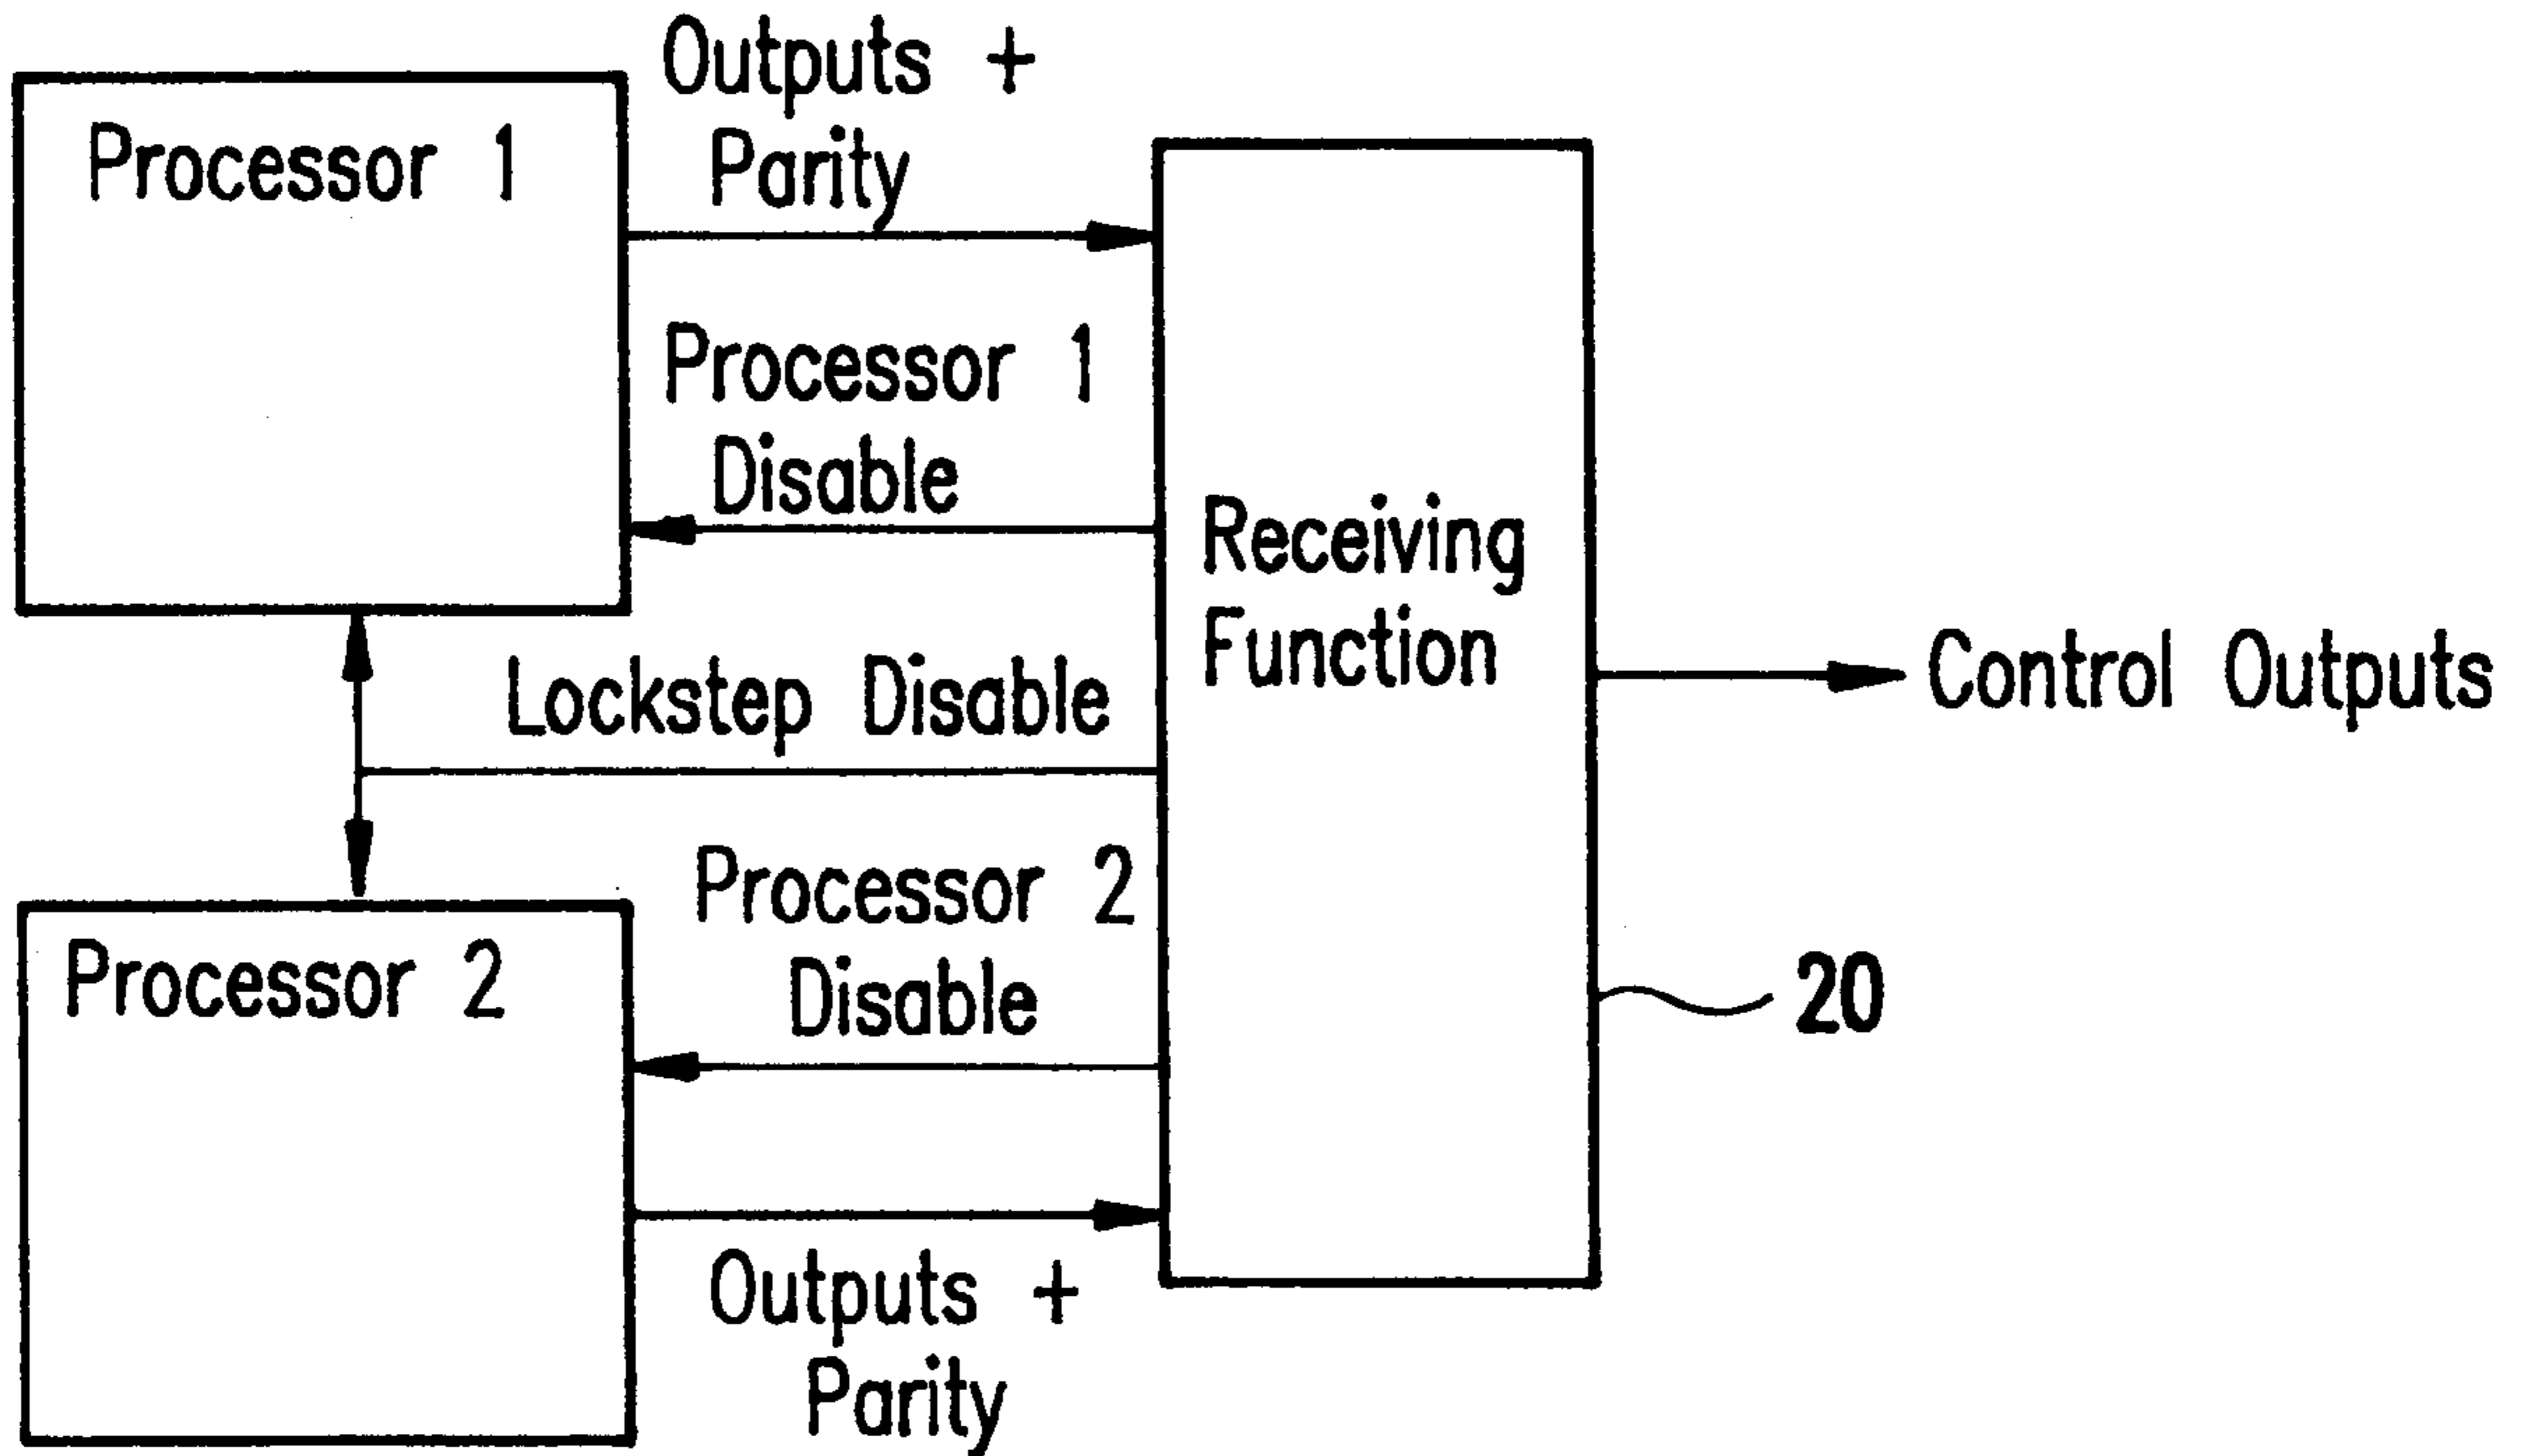 Outputs +
Parity
Processor 1
Processor 1
Disable
Receiving
Function
Lockstep Disable
Control Outputs
Processor 2
Disable
Processor 2
20
Outputs +
Parity